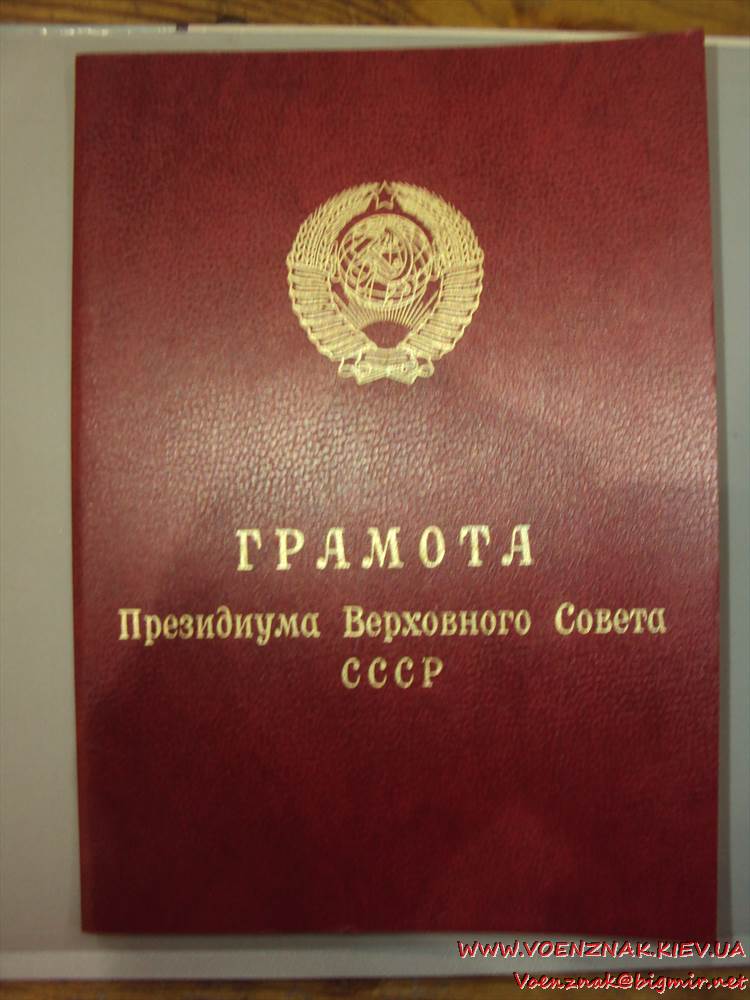 ГРАМОТА
Президиума Верховного Совета
СССР
WWW.VOENZNAK.KIEV.UA
Voenznak@bigmir.net